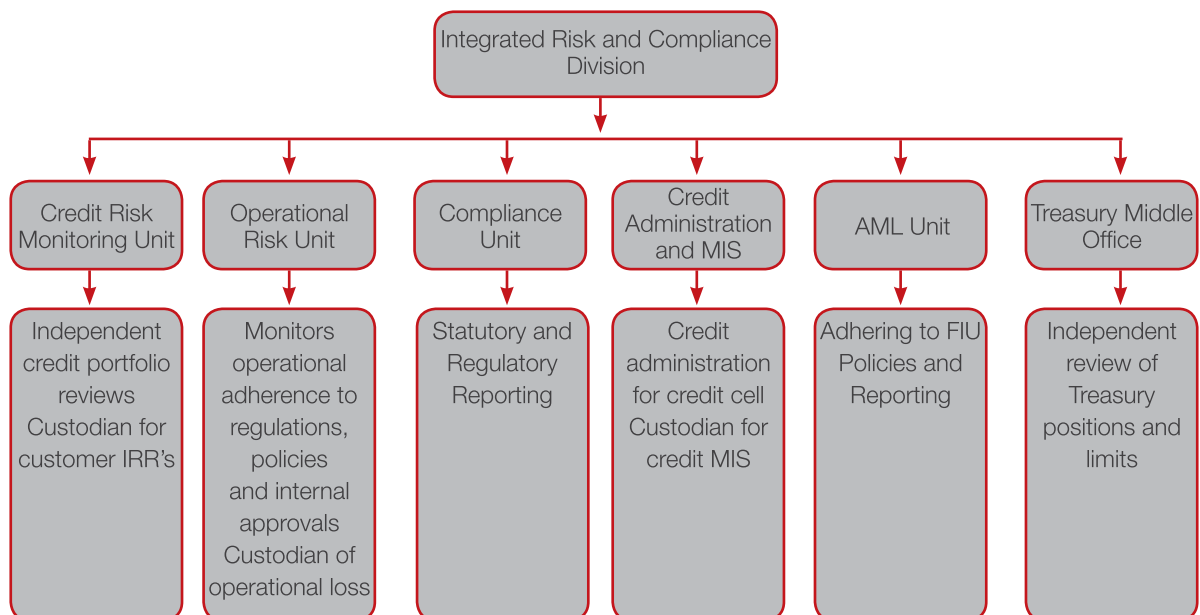 Integrated Risk and Compliance
Division
Credit Risk
Monitoring Unit
Operational
Risk Unit
Compliance
Unit
Credit
Administration
and MIS
AML Unit
Treasury Middle
Office
Independent
credit portfolio
reviews
Custodian for
customer IRR's
Monitors
operational
adherence to
regulations,
policies
and internal
approvals
Custodian of
operational loss
Statutory and
Regulatory
Reporting
Credit
administration
for credit cell
Custodian for
credit MIS
Adhering to FIU
Policies and
Reporting
Independent
review of
Treasury
positions and
limits